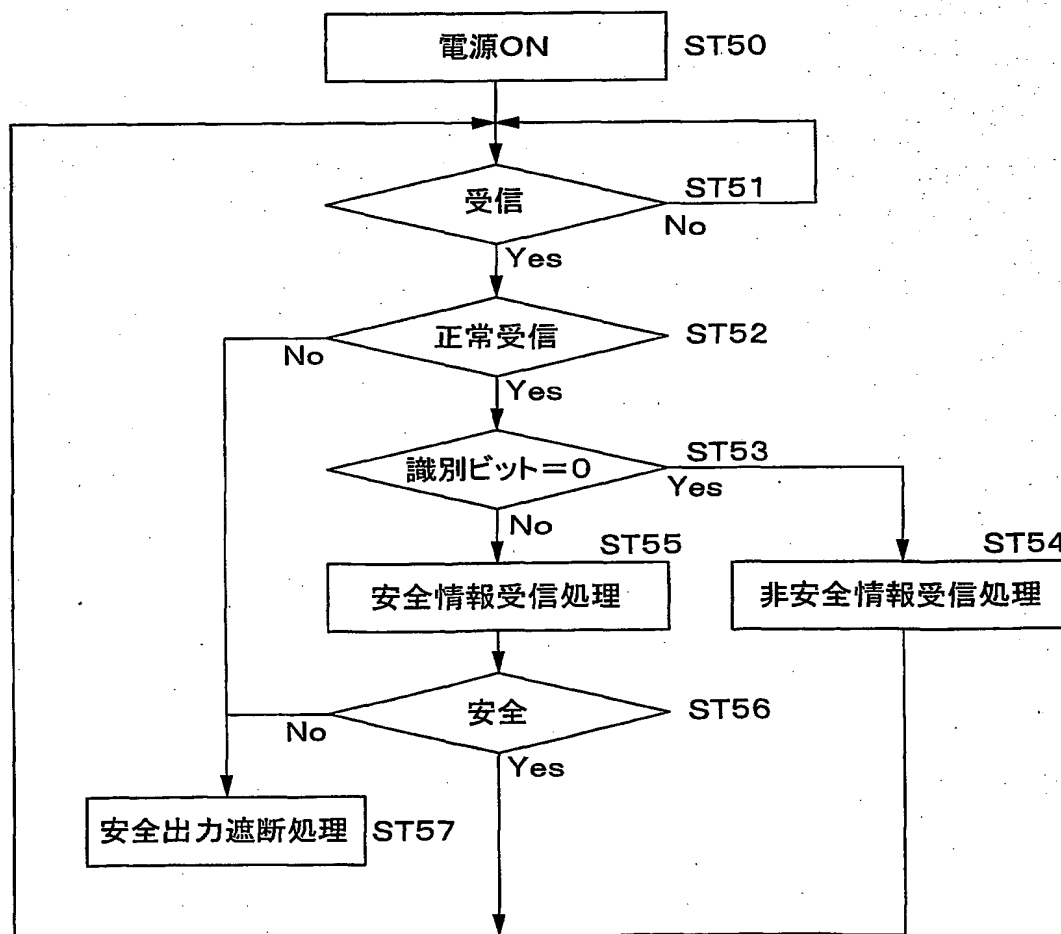 電源ON ST50
受信 ST51
No
Yes
正常受信 ST52
No
Yes
識別ビット=0 ST53
Yes
No
ST55
ST54
安全情報受信処理
非安全情報受信処理
安全 ST56
No
Yes
安全出力遮断処理 ST57